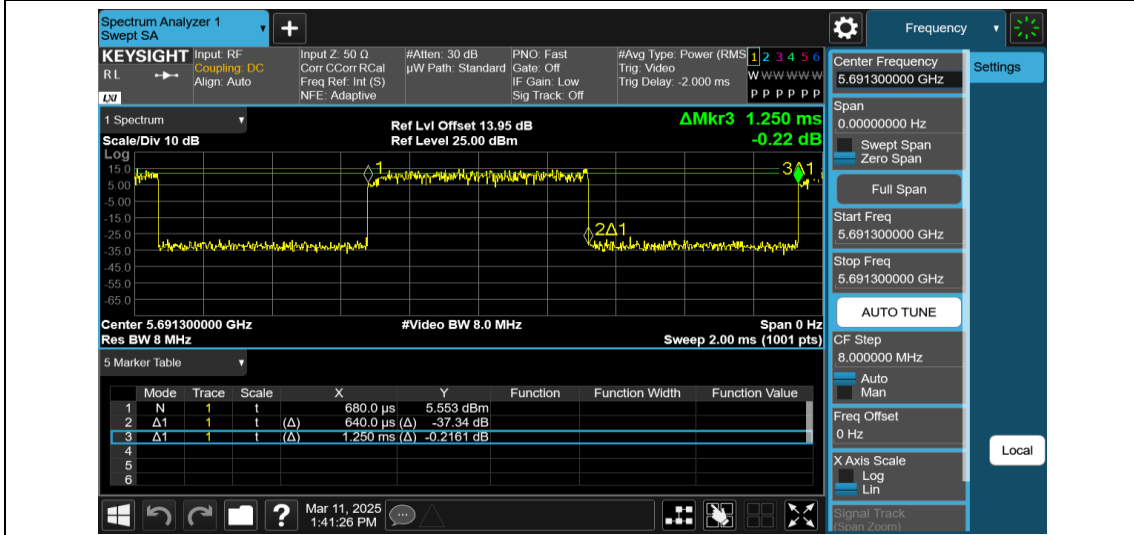 Spectrum Analyzer 1
Swept SA
Frequency
KEYSIGHT
R L
LXI
Input: RF
Coupling: DC
Align: Auto
Input Z: 50 Ω
Corr CCorr RCal
Freq Ref: Int (S)
NFE: Adaptive
#Atten: 30 dB
µW Path: Standard
PNO: Fast
Gate: Off
IF Gain: Low
Sig Track: Off
#Avg Type: Power (RMS
Trig: Video
Trig Delay: -2.000 ms
1 2 3 4 5 6
W W W W W W
P P P P P P
1 Spectrum
Scale/Div 10 dB
Ref Lvl Offset 13.95 dB
Ref Level 25.00 dBm
ΔMkr3 1.250 ms
-0.22 dB
Log
15.0
5.00
-5.00
-15.0
-25.0
-35.0
-45.0
-55.0
-65.0
1
2Δ1
3Δ1
Center 5.691300000 GHz
#Video BW 8.0 MHz
Span 0 Hz
Res BW 8 MHz
Sweep 2.00 ms (1001 pts)
5 Marker Table
Mode Trace Scale X Y Function Function Width Function Value
1 N 1 t 680.0 µs 5.553 dBm
2 Δ1 1 t (Δ) 640.0 µs (Δ) -37.34 dB
3 Δ1 1 t (Δ) 1.250 ms (Δ) -0.2161 dB
4
5
6
Mar 11, 2025
1:41:26 PM
Center Frequency
5.691300000 GHz
Span
0.00000000 Hz
Swept Span
Zero Span
Full Span
Start Freq
5.691300000 GHz
Stop Freq
5.691300000 GHz
AUTO TUNE
CF Step
8.000000 MHz
Auto
Man
Freq Offset
0 Hz
X Axis Scale
Log
Lin
Signal Track
(Span Zoom)
Settings
Local